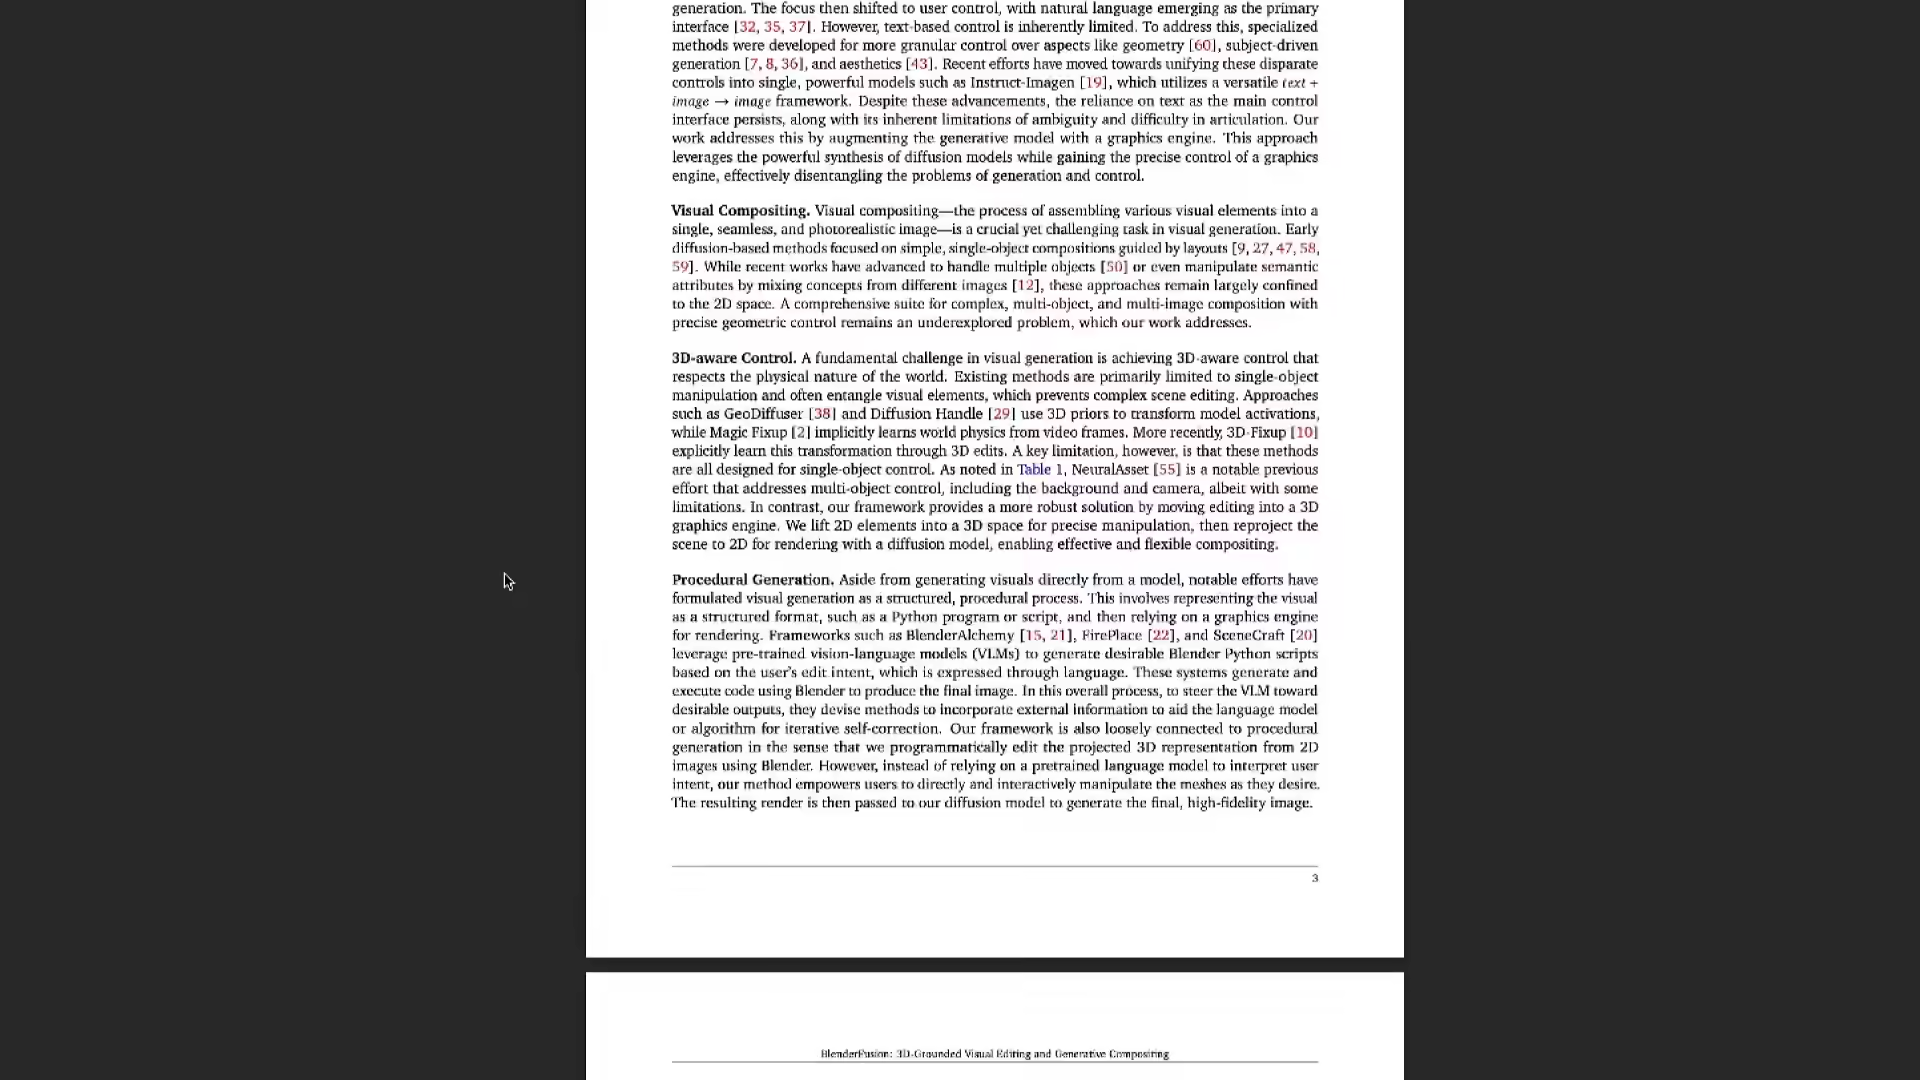 generation. The focus then shifted to user control, with natural language emerging as the primary
interface [32, 35, 37]. However, text-based control is inherently limited. To address this, specialized
methods were developed for more granular control over aspects like geometry [60], subject-driven
generation [7, 8, 36], and aesthetics [43]. Recent efforts have moved towards unifying these disparate
controls into single, powerful models such as Instruct-Imagen [19], which utilizes a versatile text +
image → image framework. Despite these advancements, the reliance on text as the main control
interface persists, along with its inherent limitations of ambiguity and difficulty in articulation. Our
work addresses this by augmenting the generative model with a graphics engine. This approach
leverages the powerful synthesis of diffusion models while gaining the precise control of a graphics
engine, effectively disentangling the problems of generation and control.
Visual Compositing. Visual compositing—the process of assembling various visual elements into a
single, seamless, and photorealistic image—is a crucial yet challenging task in visual generation. Early
diffusion-based methods focused on simple, single-object compositions guided by layouts [9, 27, 47, 58,
59]. While recent works have advanced to handle multiple objects [50] or even manipulate semantic
attributes by mixing concepts from different images [12], these approaches remain largely confined
to the 2D space. A comprehensive suite for complex, multi-object, and multi-image composition with
precise geometric control remains an underexplored problem, which our work addresses.
3D-aware Control. A fundamental challenge in visual generation is achieving 3D-aware control that
respects the physical nature of the world. Existing methods are primarily limited to single-object
manipulation and often entangle visual elements, which prevents complex scene editing. Approaches
such as GeoDiffuser [38] and Diffusion Handle [29] use 3D priors to transform model activations,
while Magic Fixup [2] implicitly learns world physics from video frames. More recently, 3D-Fixup [10]
explicitly learn this transformation through 3D edits. A key limitation, however, is that these methods
are all designed for single-object control. As noted in Table 1, NeuralAsset [55] is a notable previous
effort that addresses multi-object control, including the background and camera, albeit with some
limitations. In contrast, our framework provides a more robust solution by moving editing into a 3D
graphics engine. We lift 2D elements into a 3D space for precise manipulation, then reproject the
scene to 2D for rendering with a diffusion model, enabling effective and flexible compositing.
Procedural Generation. Aside from generating visuals directly from a model, notable efforts have
formulated visual generation as a structured, procedural process. This involves representing the visual
as a structured format, such as a Python program or script, and then relying on a graphics engine
for rendering. Frameworks such as BlenderAlchemy [15, 21], FirePlace [22], and SceneCraft [20]
leverage pre-trained vision-language models (VLMs) to generate desirable Blender Python scripts
based on the user's edit intent, which is expressed through language. These systems generate and
execute code using Blender to produce the final image. In this overall process, to steer the VLM toward
desirable outputs, they devise methods to incorporate external information to aid the language model
or algorithm for iterative self-correction. Our framework is also loosely connected to procedural
generation in the sense that we programmatically edit the projected 3D representation from 2D
images using Blender. However, instead of relying on a pretrained language model to interpret user
intent, our method empowers users to directly and interactively manipulate the meshes as they desire.
The resulting render is then passed to our diffusion model to generate the final, high-fidelity image.
3
BlenderFusion: 3D-Grounded Visual Editing and Generative Compositing